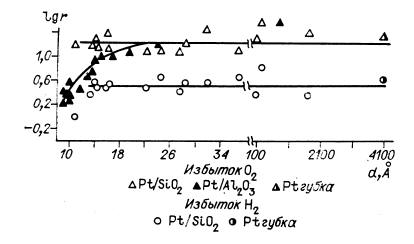 lgr
1,0
0,6
0,2
-0,2
10 18 26 34 100 2100 4100
Избыток O₂ d,Å
△Pt/SiO₂ ▲Pt/Al₂O₃ ◮Pt губка
Избыток H₂
○ Pt/SiO₂ ◑Pt губка